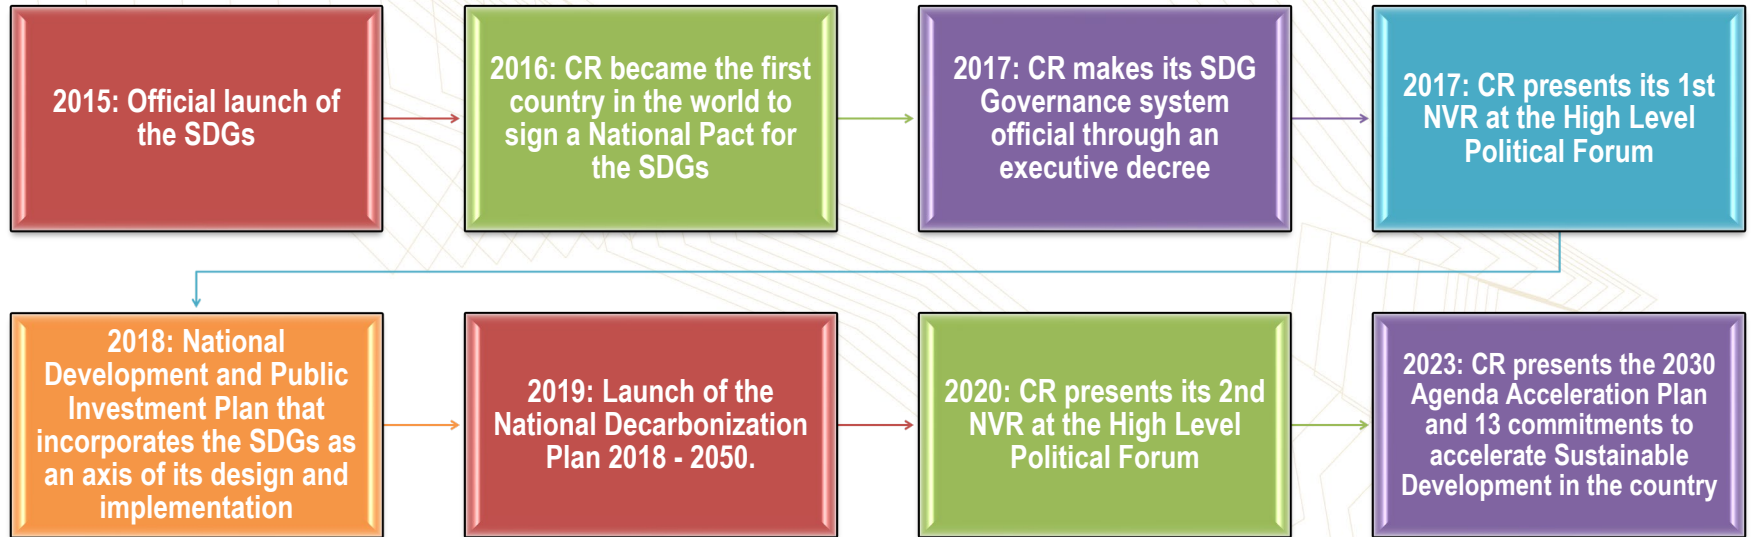 2015: Official launch of
the SDGs
2016: CR became the first
country in the world to
sign a National Pact for
the SDGs
2017: CR makes its SDG
Governance system
official through an
executive decree
2017: CR presents its 1st
NVR at the High Level
Political Forum
2018: National
Development and Public
Investment Plan that
incorporates the SDGs as
an axis of its design and
implementation
2019: Launch of the
National Decarbonization
Plan 2018 - 2050.
2020: CR presents its 2nd
NVR at the High Level
Political Forum
2023: CR presents the 2030
Agenda Acceleration Plan
and 13 commitments to
accelerate Sustainable
Development in the country